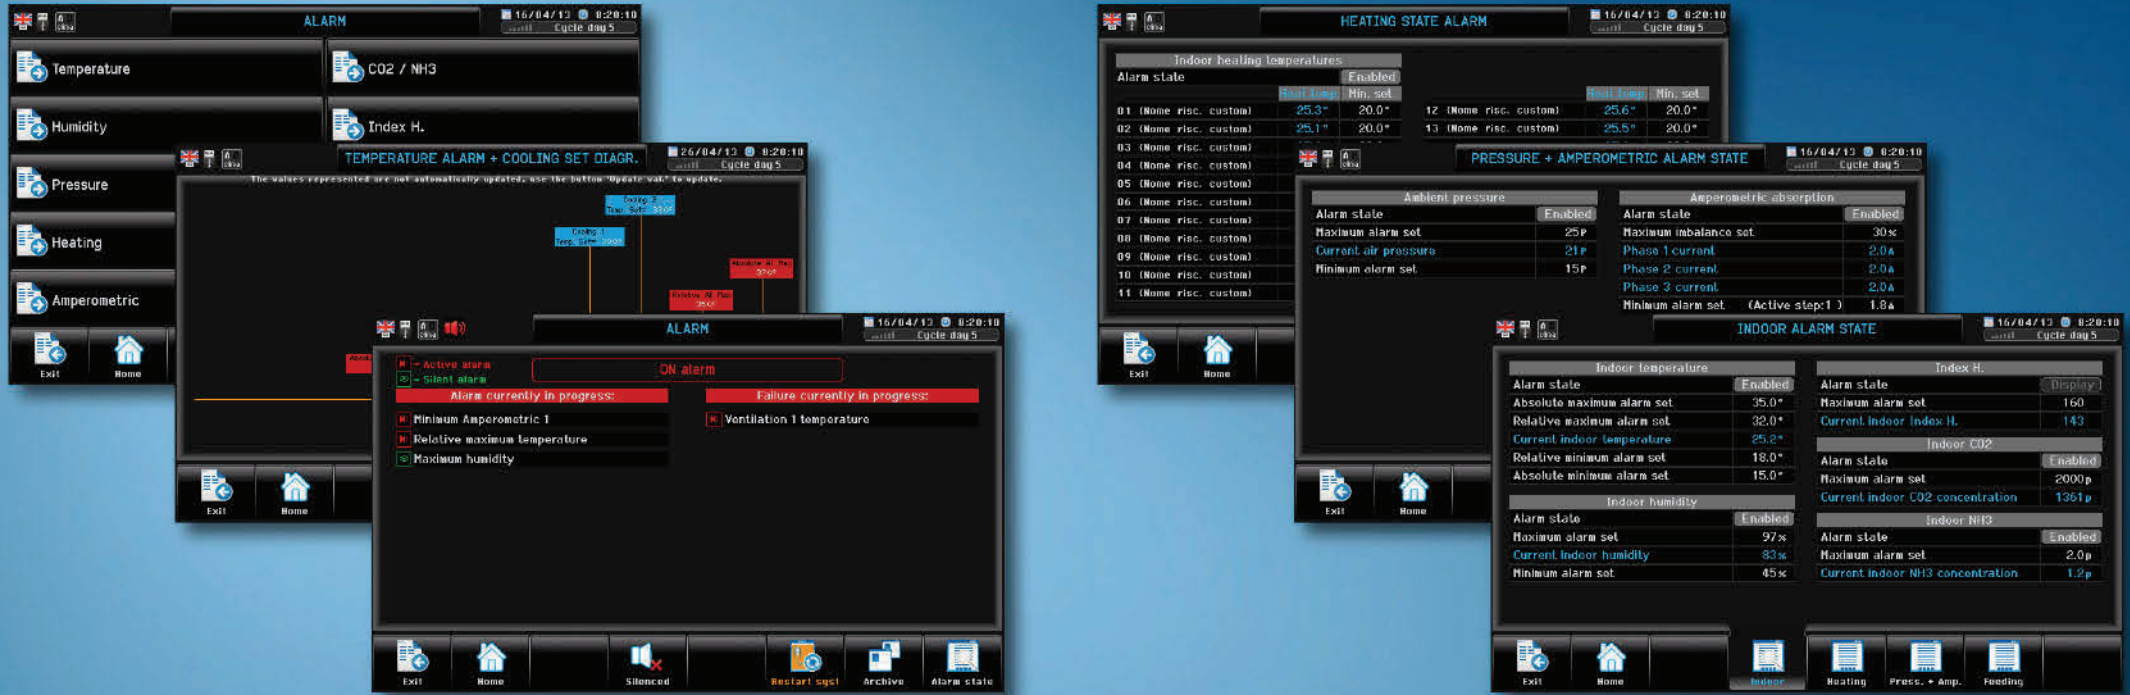 ALARM
16/04/13 8:20:10
Cycle day 5
Temperature
CO2 / NH3
Humidity
Index H.
Pressure
Heating
Amperometric
Exit
Home
TEMPERATURE ALARM + COOLING SET DIAGR.
26/04/13 8:20:10
Cycle day 5
The values represented are not automatically updated, use the button 'Update val.' to update.
Cooling 2
Cooling 1
Exit
Home
ALARM
16/04/13 8:20:10
Cycle day 5
= Active alarm
= Silent alarm
ON alarm
Alarm currently in progress:
Failure currently in progress:
Minimum Amperometric 1
Ventilation 1 temperature
Relative maximum temperature
Maximum humidity
Exit
Home
Silenced
Restart syst
Archive
Alarm state
HEATING STATE ALARM
16/04/13 8:20:10
Cycle day 5
Indoor heating temperatures
Alarm state Enabled
Min. set
Min. set
01 (Nome risc. custom) 25.3° 20.0°
12 (Nome risc. custom) 25.6° 20.0°
02 (Nome risc. custom) 25.1° 20.0°
13 (Nome risc. custom) 25.5° 20.0°
03 (Nome risc. custom)
04 (Nome risc. custom)
05 (Nome risc. custom)
06 (Nome risc. custom)
07 (Nome risc. custom)
08 (Nome risc. custom)
09 (Nome risc. custom)
10 (Nome risc. custom)
11 (Nome risc. custom)
Exit
Home
PRESSURE + AMPEROMETRIC ALARM STATE
16/04/13 8:20:10
Cycle day 5
Ambient pressure
Alarm state Enabled
Maximum alarm set 25P
Current air pressure 21P
Minimum alarm set 15P
Amperometric absorption
Alarm state Enabled
Maximum imbalance set 30%
Phase 1 current 2.0A
Phase 2 current 2.0A
Phase 3 current 2.0A
Minimum alarm set (Active step:1 ) 1.8A
Exit
Home
INDOOR ALARM STATE
16/04/13 8:20:10
Cycle day 5
Indoor temperature
Alarm state Enabled
Absolute maximum alarm set 35.0°
Relative maximum alarm set 32.0°
Current indoor temperature 25.2°
Relative minimum alarm set 18.0°
Absolute minimum alarm set 15.0°
Indoor humidity
Alarm state Enabled
Maximum alarm set 97%
Current indoor humidity 83%
Minimum alarm set 45%
Index H.
Alarm state Display
Maximum alarm set 160
Current indoor Index H. 143
Indoor CO2
Alarm state Enabled
Maximum alarm set 2000p
Current indoor CO2 concentration 1361p
Indoor NH3
Alarm state Enabled
Maximum alarm set 2.0p
Current indoor NH3 concentration 1.2p
Exit
Home
Indoor
Heating
Press. + Amp.
Feeding